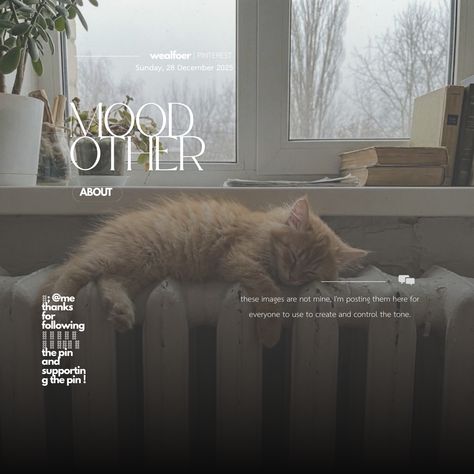 wealfoer | PINTEREST
Sunday, 28 December 2025
MOOD
OTHER
ABOUT
; @me
thanks
for
following
the pin
and
supportin
g the pin !
these images are not mine, I'm posting them here for
everyone to use to create and control the tone.